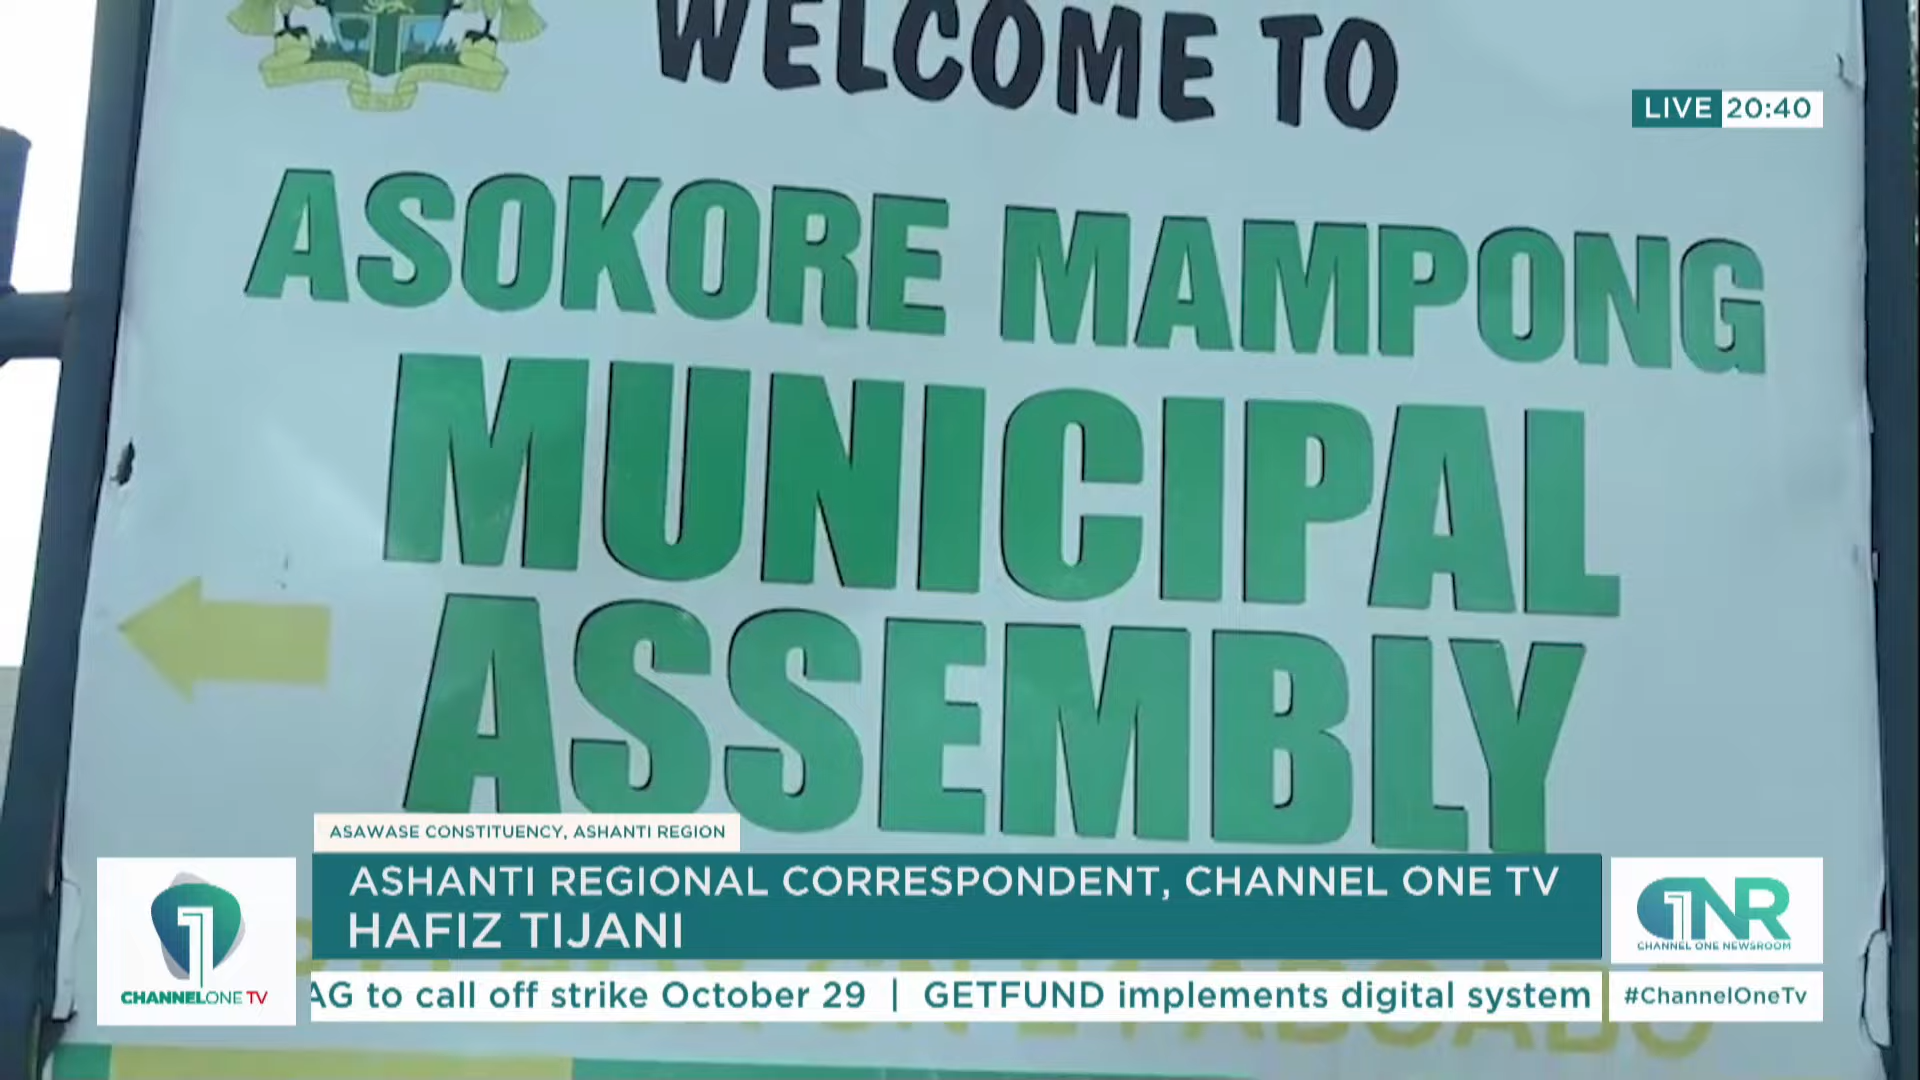 WELCOME TO
LIVE 20:40
ASOKORE MAMPONG
MUNICIPAL
ASSEMBLY
ASAWASE CONSTITUENCY, ASHANTI REGION
ASHANTI REGIONAL CORRESPONDENT, CHANNEL ONE TV
HAFIZ TIJANI
1NR
CHANNEL ONE NEWSROOM
1
CHANNELONE TV
AG to call off strike October 29 | GETFUND implements digital system
#ChannelOneTv